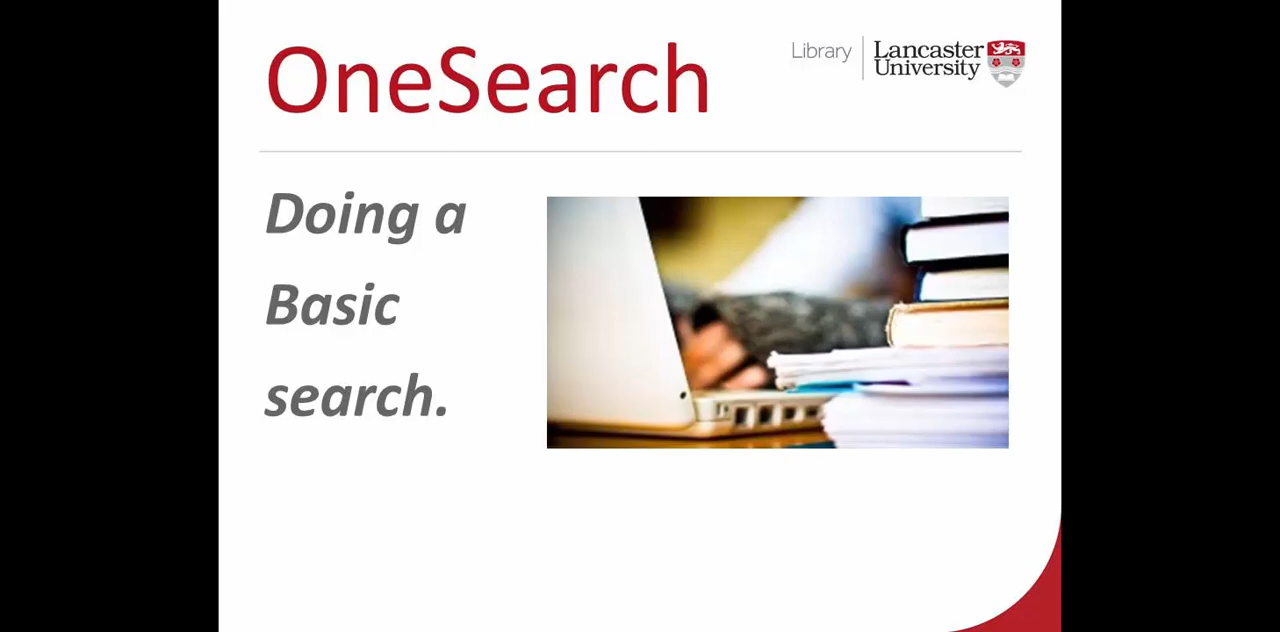 OneSearch
Library
Lancaster
University
Doing a
Basic
search.